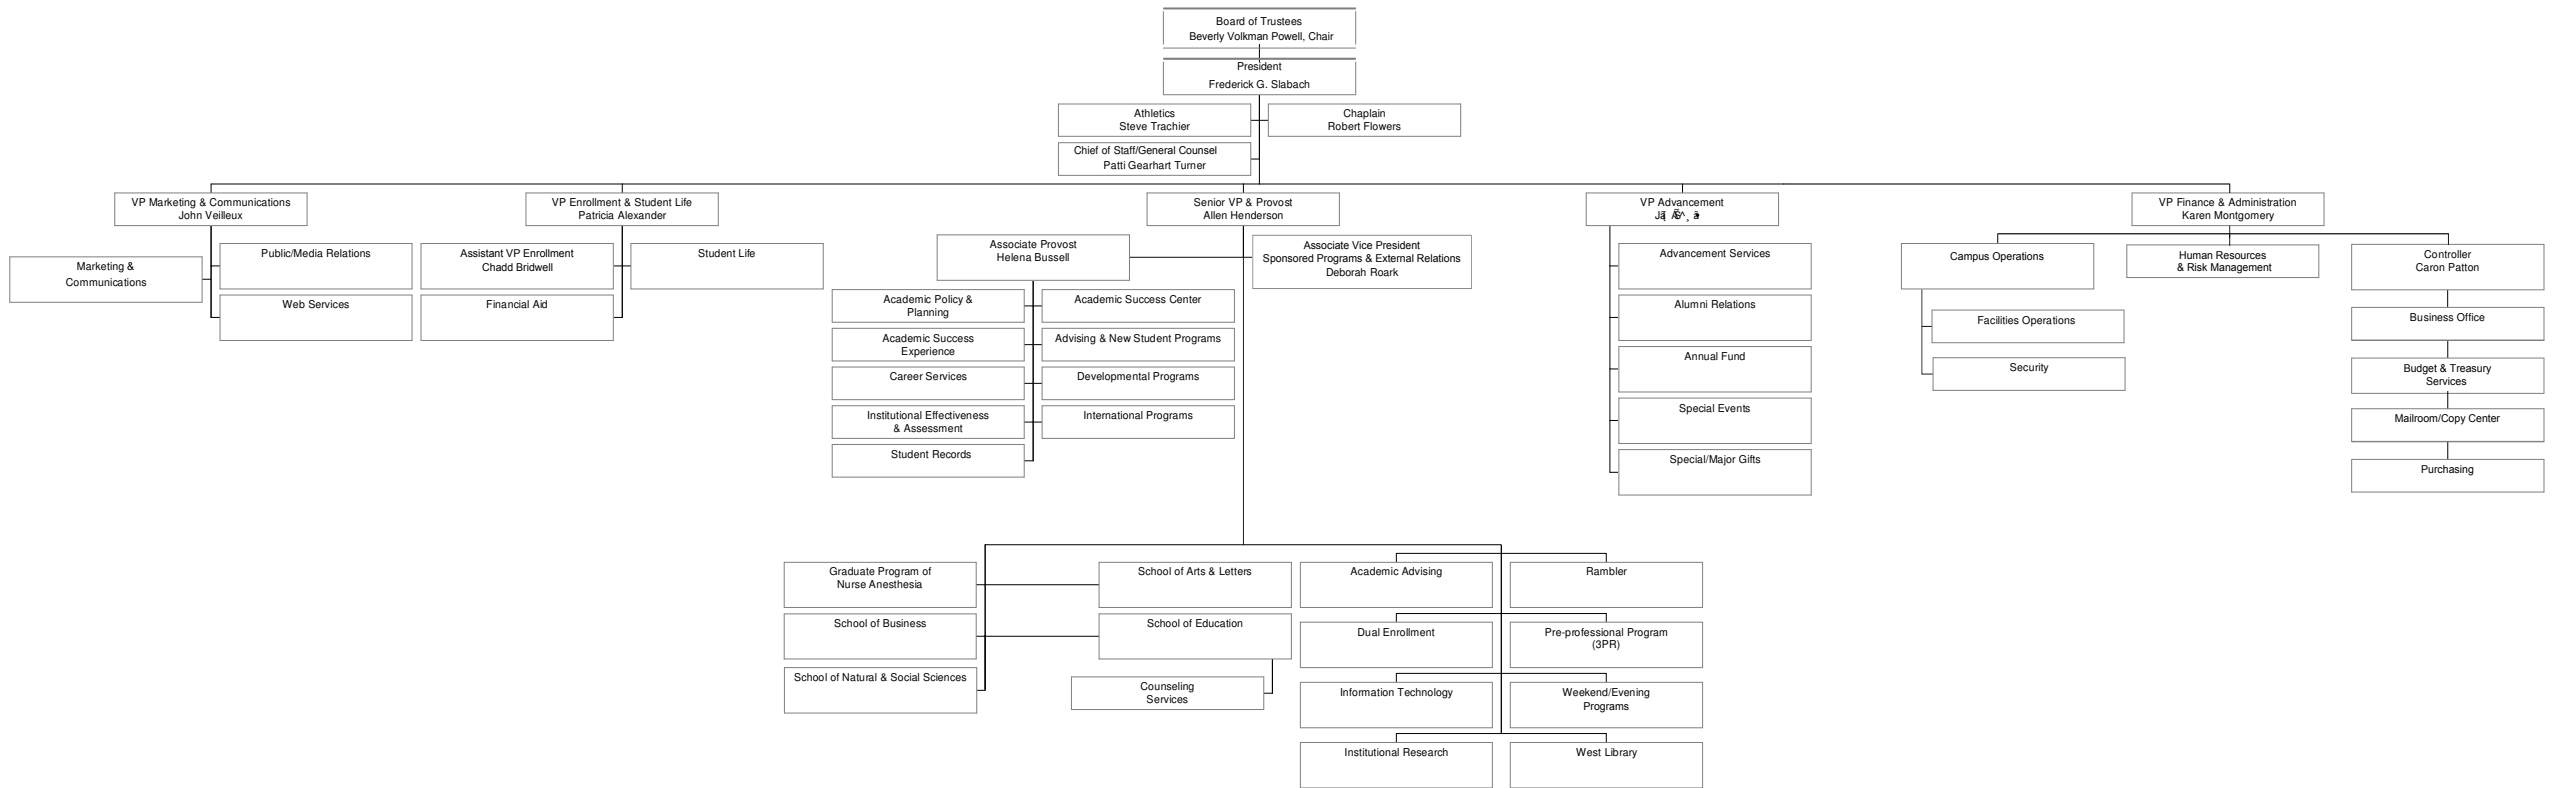 Board of Trustees
Beverly Volkman Powell, Chair
President
Frederick G. Slabach
Athletics
Steve Trachier
Chaplain
Robert Flowers
Chief of Staff/General Counsel
Patti Gearhart Turner
VP Marketing & Communications
John Veilleux
VP Enrollment & Student Life
Patricia Alexander
Senior VP & Provost
Allen Henderson
VP Advancement
VP Finance & Administration
Karen Montgomery
Marketing &
Communications
Public/Media Relations
Web Services
Assistant VP Enrollment
Chadd Bridwell
Student Life
Financial Aid
Associate Provost
Helena Bussell
Associate Vice President
Sponsored Programs & External Relations
Deborah Roark
Academic Policy &
Planning
Academic Success Center
Academic Success
Experience
Advising & New Student Programs
Career Services
Developmental Programs
Institutional Effectiveness
& Assessment
International Programs
Student Records
Advancement Services
Alumni Relations
Annual Fund
Special Events
Special/Major Gifts
Campus Operations
Facilities Operations
Security
Human Resources
& Risk Management
Controller
Caron Patton
Business Office
Budget & Treasury
Services
Mailroom/Copy Center
Purchasing
Graduate Program of
Nurse Anesthesia
School of Arts & Letters
School of Business
School of Education
School of Natural & Social Sciences
Counseling
Services
Academic Advising
Rambler
Dual Enrollment
Pre-professional Program
(3PR)
Information Technology
Weekend/Evening
Programs
Institutional Research
West Library